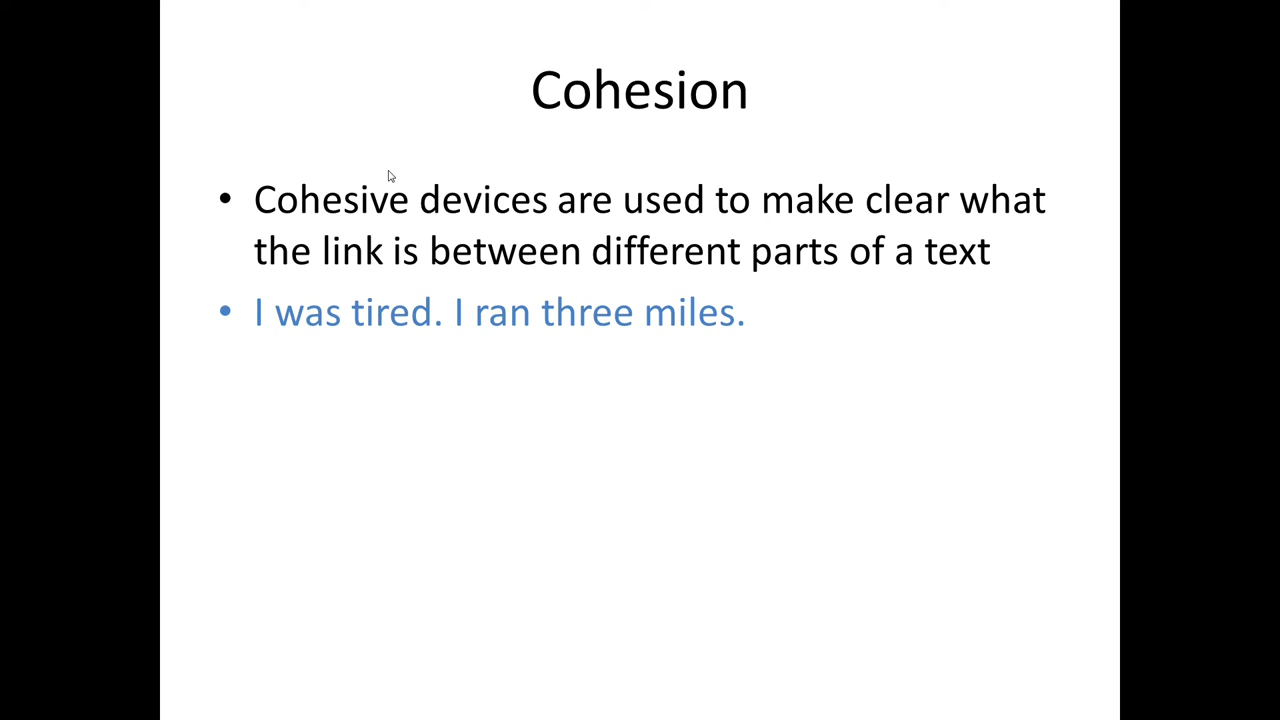 Cohesion
• Cohesive devices are used to make clear what
the link is between different parts of a text
• I was tired. I ran three miles.